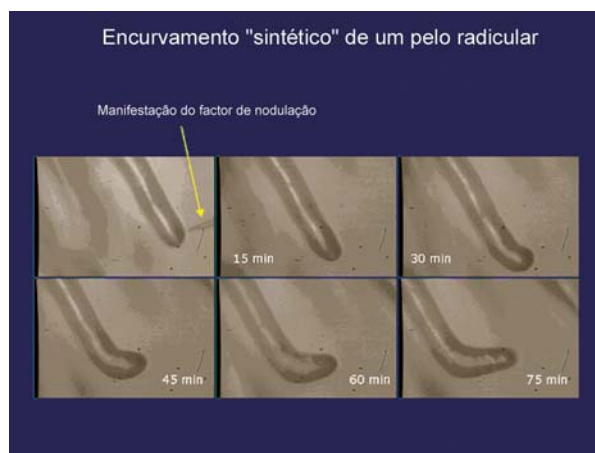 Encurvamento "sintético" de um pelo radicular
Manifestação do factor de nodulação
15 min
30 min
45 min
60 min
75 min